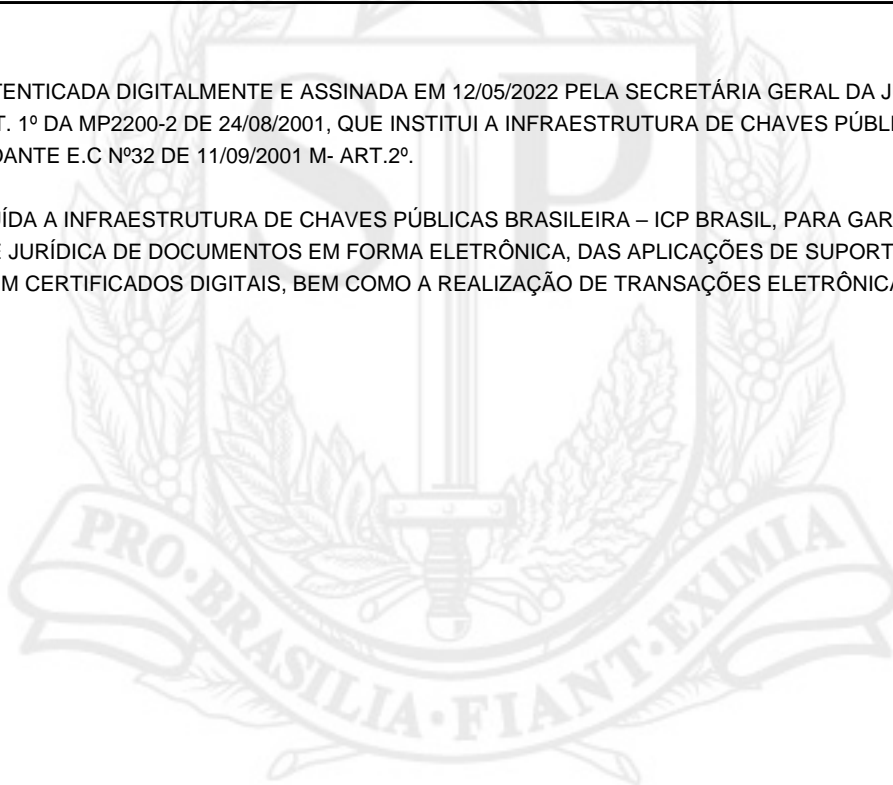 TENTICADA DIGITALMENTE E ASSINADA EM 12/05/2022 PELA SECRETÁRIA GERAL DA J
T. 1º DA MP2200-2 DE 24/08/2001, QUE INSTITUI A INFRAESTRUTURA DE CHAVES PÚBL
DANTE E.C Nº32 DE 11/09/2001 M- ART.2º.
UÍDA A INFRAESTRUTURA DE CHAVES PÚBLICAS BRASILEIRA – ICP BRASIL, PARA GAR
E JURÍDICA DE DOCUMENTOS EM FORMA ELETRÔNICA, DAS APLICAÇÕES DE SUPORT
EM CERTIFICADOS DIGITAIS, BEM COMO A REALIZAÇÃO DE TRANSAÇÕES ELETRÔNICA
SP
PRO·BRASILIA·FIANT·EXIMIA